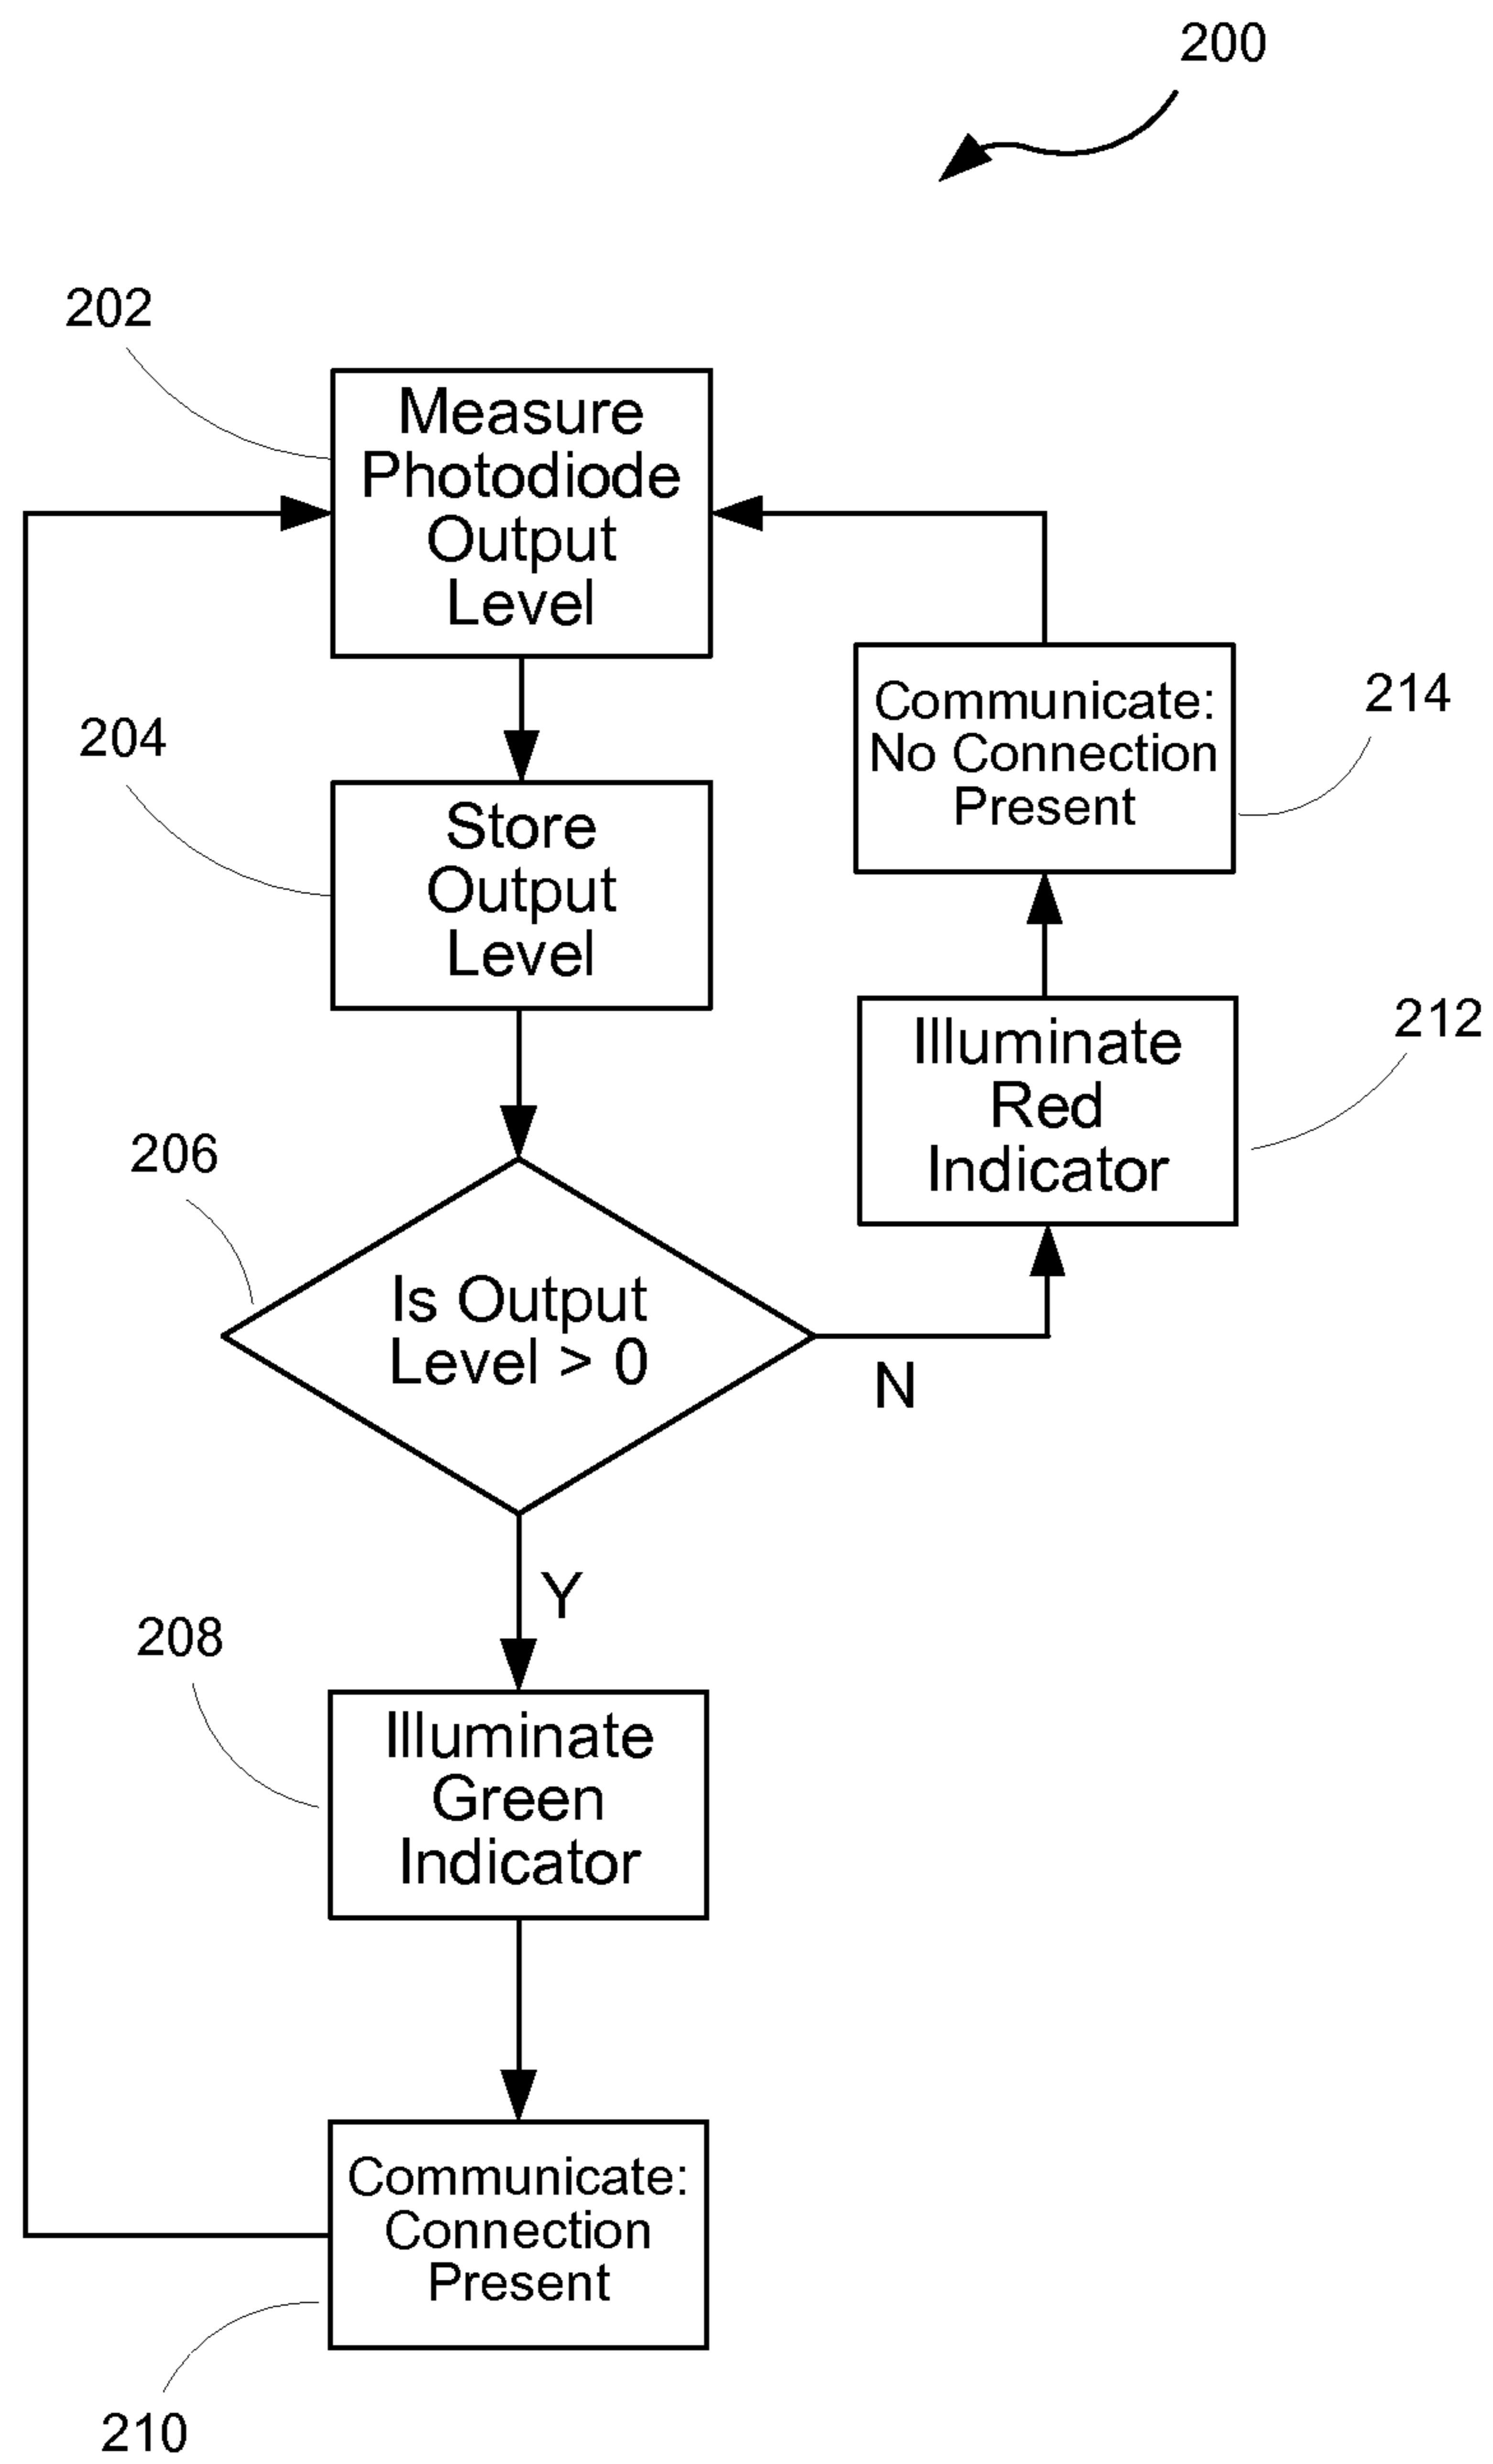 200
202
Measure
Photodiode
Output
Level
204
Store
Output
Level
206
Is Output
Level > 0
N
Y
208
Illuminate
Green
Indicator
210
Communicate:
Connection
Present
212
Illuminate
Red
Indicator
214
Communicate:
No Connection
Present